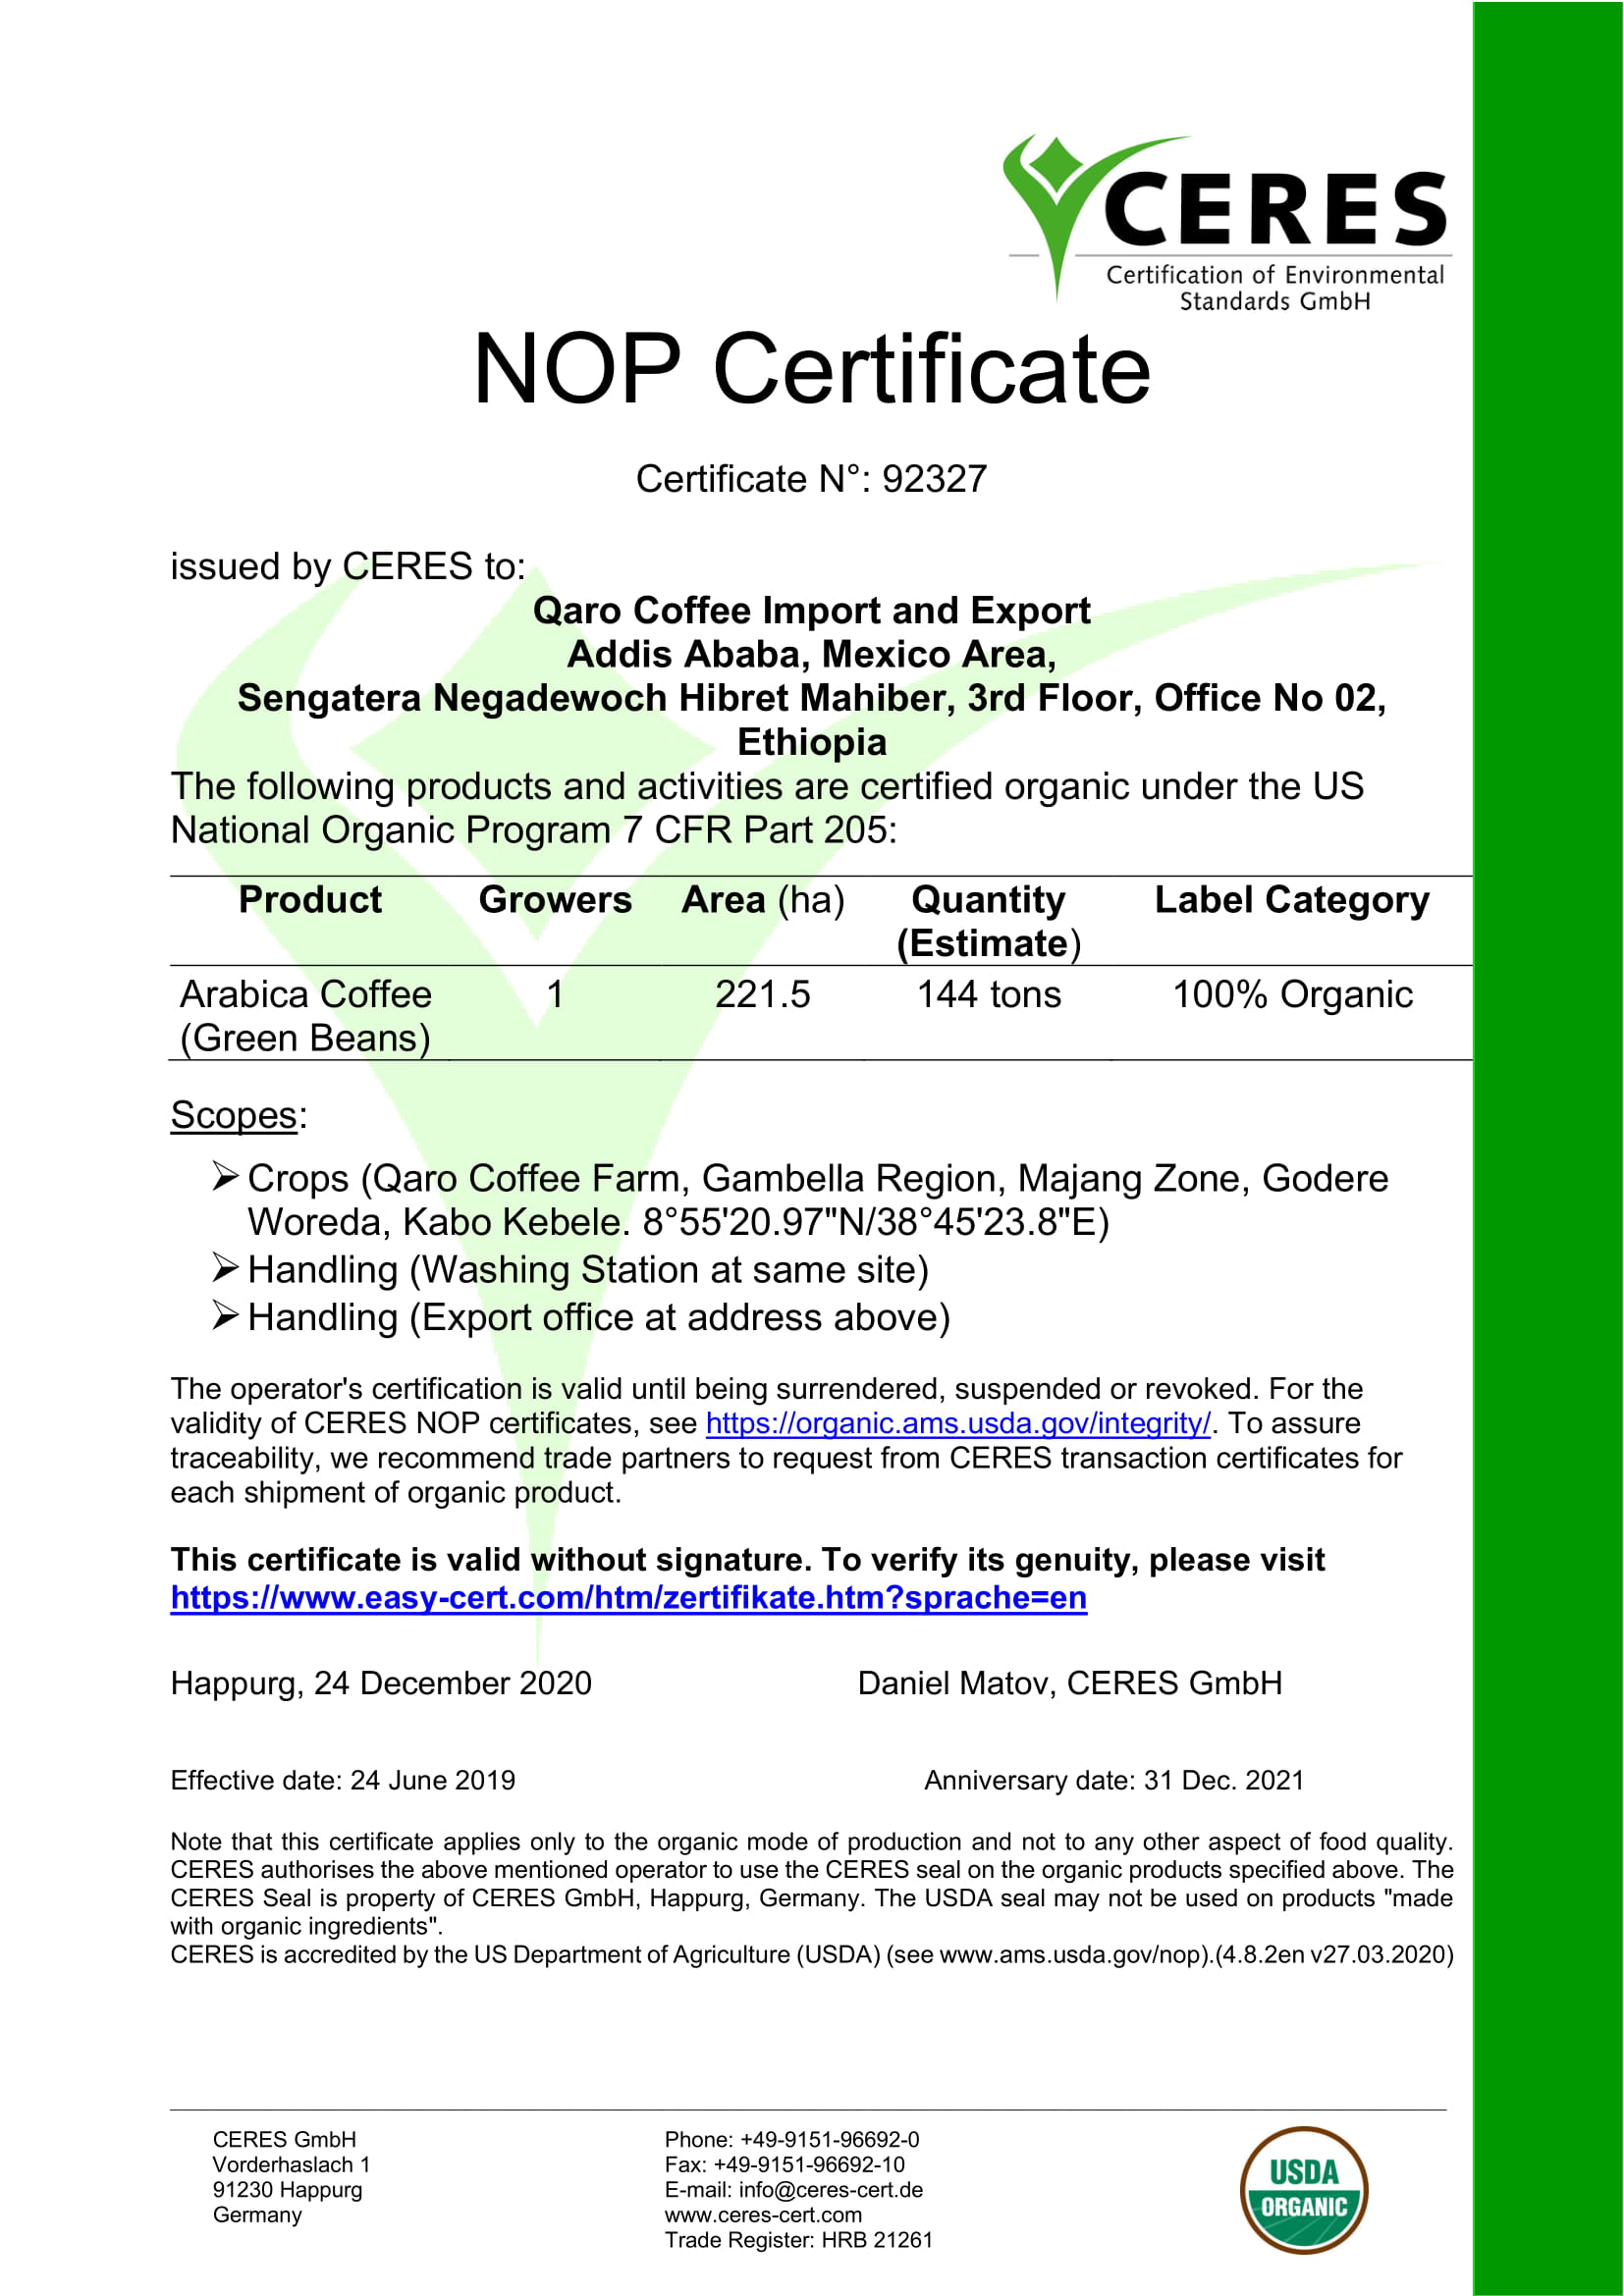 CERES
Certification of Environmental
Standards GmbH
NOP Certificate
Certificate N°: 92327
issued by CERES to:
Qaro Coffee Import and Export
Addis Ababa, Mexico Area,
Sengatera Negadewoch Hibret Mahiber, 3rd Floor, Office No 02,
Ethiopia
The following products and activities are certified organic under the US
National Organic Program 7 CFR Part 205:
Product Growers Area (ha) Quantity Label Category
(Estimate)
Arabica Coffee 1 221.5 144 tons 100% Organic
(Green Beans)
Scopes:
➢ Crops (Qaro Coffee Farm, Gambella Region, Majang Zone, Godere
Woreda, Kabo Kebele. 8°55'20.97"N/38°45'23.8"E)
➢ Handling (Washing Station at same site)
➢ Handling (Export office at address above)
The operator's certification is valid until being surrendered, suspended or revoked. For the
validity of CERES NOP certificates, see https://organic.ams.usda.gov/integrity/. To assure
traceability, we recommend trade partners to request from CERES transaction certificates for
each shipment of organic product.
This certificate is valid without signature. To verify its genuity, please visit
https://www.easy-cert.com/htm/zertifikate.htm?sprache=en
Happurg, 24 December 2020 Daniel Matov, CERES GmbH
Effective date: 24 June 2019 Anniversary date: 31 Dec. 2021
Note that this certificate applies only to the organic mode of production and not to any other aspect of food quality.
CERES authorises the above mentioned operator to use the CERES seal on the organic products specified above. The
CERES Seal is property of CERES GmbH, Happurg, Germany. The USDA seal may not be used on products "made
with organic ingredients".
CERES is accredited by the US Department of Agriculture (USDA) (see www.ams.usda.gov/nop).(4.8.2en v27.03.2020)
CERES GmbH
Vorderhaslach 1
91230 Happurg
Germany
Phone: +49-9151-96692-0
Fax: +49-9151-96692-10
E-mail: info@ceres-cert.de
www.ceres-cert.com
Trade Register: HRB 21261
USDA
ORGANIC